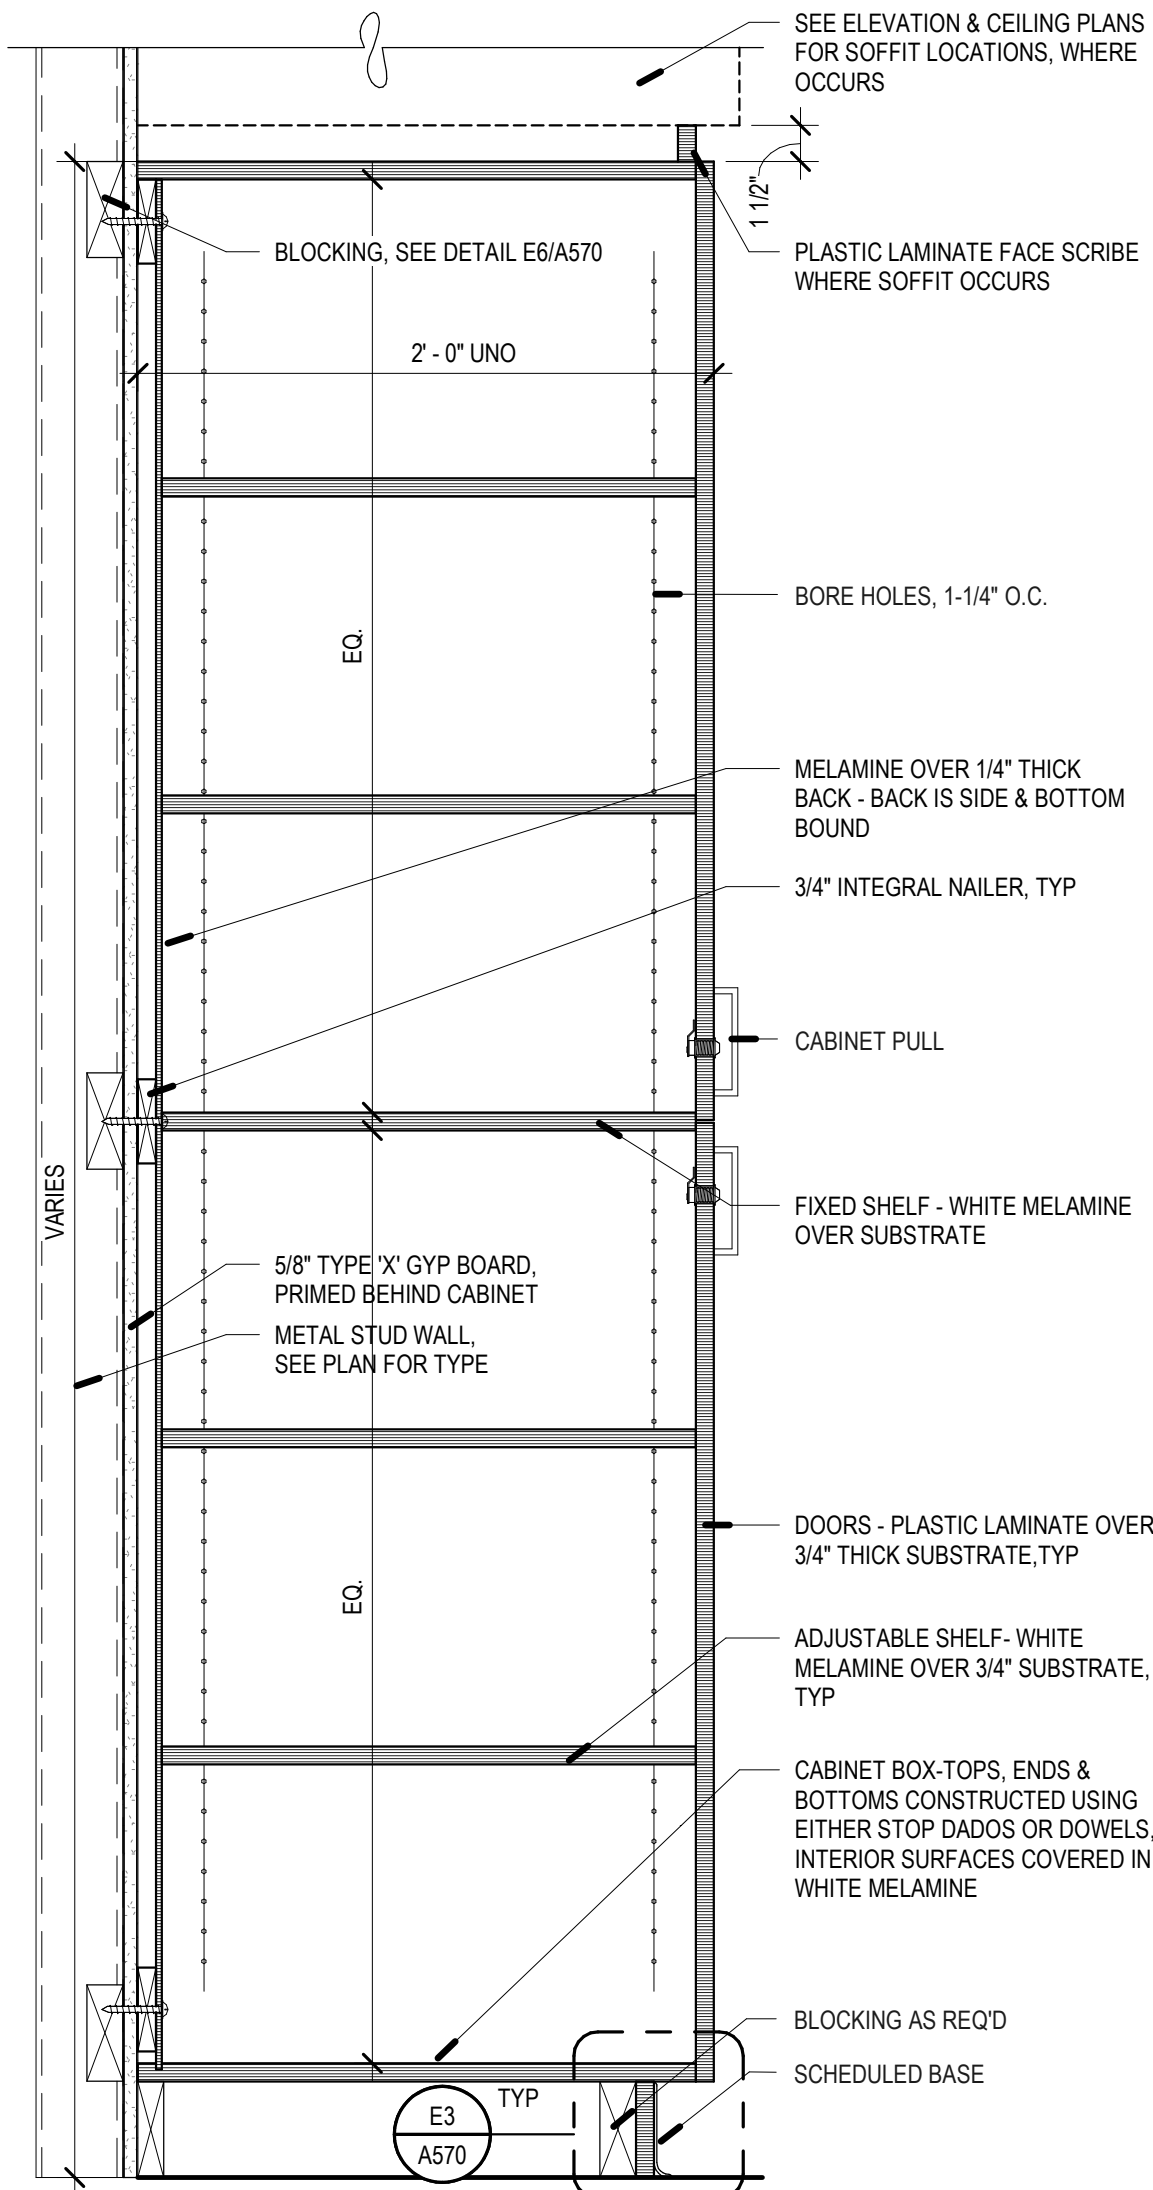 SEE ELEVATION & CEILING PLANS
FOR SOFFIT LOCATIONS, WHERE
OCCURS
1 1/2"
BLOCKING, SEE DETAIL E6/A570
PLASTIC LAMINATE FACE SCRIBE
WHERE SOFFIT OCCURS
2' - 0" UNO
BORE HOLES, 1-1/4" O.C.
EQ.
MELAMINE OVER 1/4" THICK
BACK - BACK IS SIDE & BOTTOM
BOUND
3/4" INTEGRAL NAILER, TYP
CABINET PULL
VARIES
FIXED SHELF - WHITE MELAMINE
OVER SUBSTRATE
5/8" TYPE 'X' GYP BOARD,
PRIMED BEHIND CABINET
METAL STUD WALL,
SEE PLAN FOR TYPE
DOORS - PLASTIC LAMINATE OVER
3/4" THICK SUBSTRATE,TYP
EQ.
ADJUSTABLE SHELF- WHITE
MELAMINE OVER 3/4" SUBSTRATE,
TYP
CABINET BOX-TOPS, ENDS &
BOTTOMS CONSTRUCTED USING
EITHER STOP DADOS OR DOWELS,
INTERIOR SURFACES COVERED IN
WHITE MELAMINE
BLOCKING AS REQ'D
SCHEDULED BASE
TYP
E3
A570